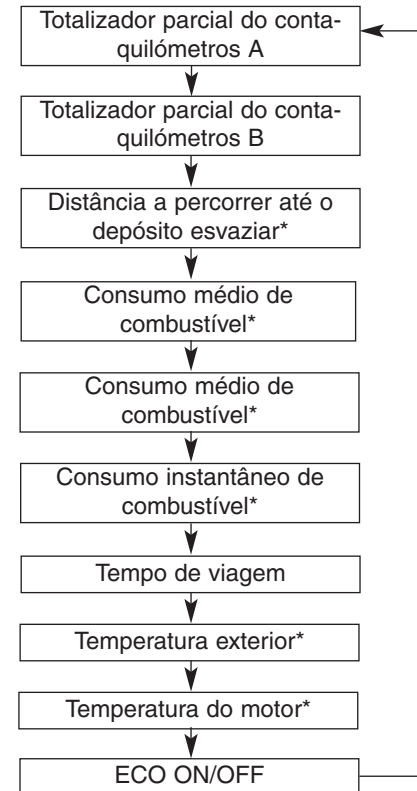 Totalizador parcial do conta-
quilómetros A
Totalizador parcial do conta-
quilómetros B
Distância a percorrer até o
depósito esvaziar*
Consumo médio de
combustível*
Consumo médio de
combustível*
Consumo instantâneo de
combustível*
Tempo de viagem
Temperatura exterior*
Temperatura do motor*
ECO ON/OFF